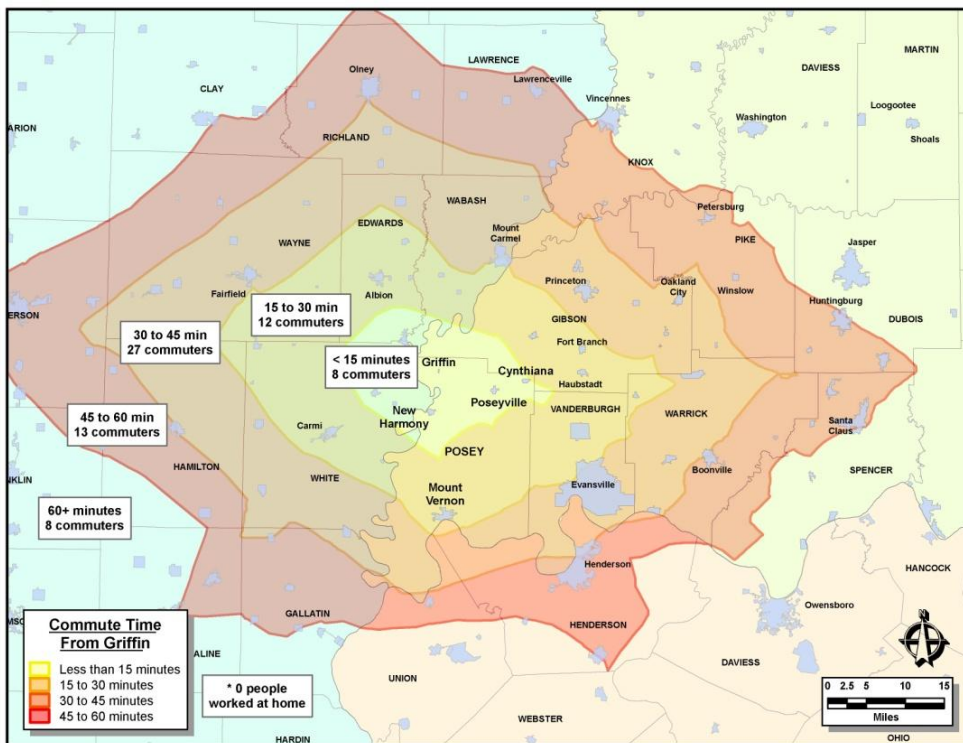 MARTIN
LAWRENCE
DAVIESS
Olney
Lawrenceville
CLAY
Vincennes
Loogootee
ARION
Washington
Shoals
RICHLAND
KNOX
WABASH
Petersburg
EDWARDS
Mount
Carmel
PIKE
WAYNE
Jasper
Princeton
Oakland
City
Winslow
Fairfield
Albion
Huntingburg
ERSON
15 to 30 min
12 commuters
GIBSON
DUBOIS
30 to 45 min
27 commuters
Fort Branch
< 15 minutes
8 commuters
Griffin
Cynthiana
Haubstadt
Poseyville
45 to 60 min
13 commuters
New
Harmony
VANDERBURGH
WARRICK
Santa
Claus
Carmi
POSEY
HAMILTON
WHITE
Boonville
SPENCER
NKLIN
Mount
Vernon
Evansville
60+ minutes
8 commuters
Henderson
HANCOCK
Owensboro
GALLATIN
HENDERSON
Commute Time
From Griffin
Less than 15 minutes
15 to 30 minutes
30 to 45 minutes
45 to 60 minutes
ALINE
* 0 people
worked at home
UNION
DAVIESS
N
0 2.5 5 10 15
Miles
WEBSTER
HARDIN
OHIO